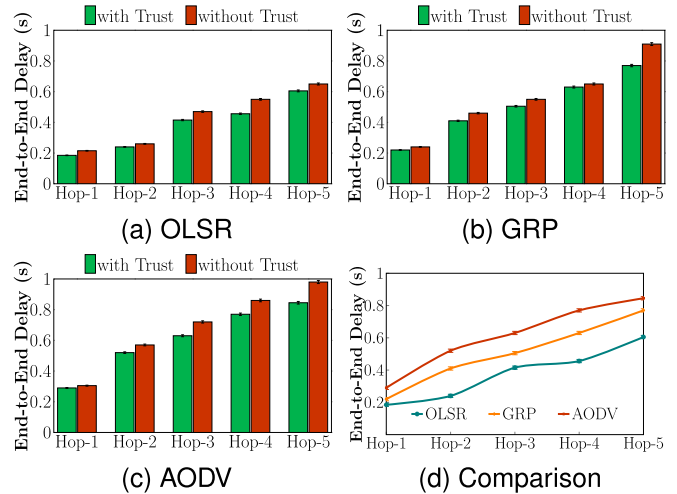 with Trust without Trust
End-to-End Delay (s)
1
0.8
0.6
0.4
0.2
0
Hop-1 Hop-2 Hop-3 Hop-4 Hop-5
(a) OLSR
with Trust without Trust
End-to-End Delay (s)
1
0.8
0.6
0.4
0.2
0
Hop-1 Hop-2 Hop-3 Hop-4 Hop-5
(b) GRP
with Trust without Trust
End-to-End Delay (s)
1
0.8
0.6
0.4
0.2
0
Hop-1 Hop-2 Hop-3 Hop-4 Hop-5
(c) AODV
End-to-End Delay (s)
1
0.8
0.6
0.4
0.2
OLSR GRP AODV
Hop-1 Hop-2 Hop-3 Hop-4 Hop-5
(d) Comparison